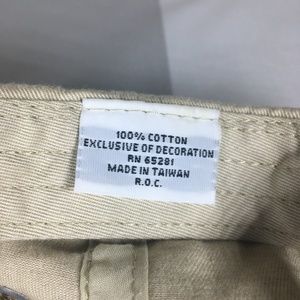 100% COTTON
EXCLUSIVE OF DECORATION
RN 65281
MADE IN TAIWAN
R.O.C.